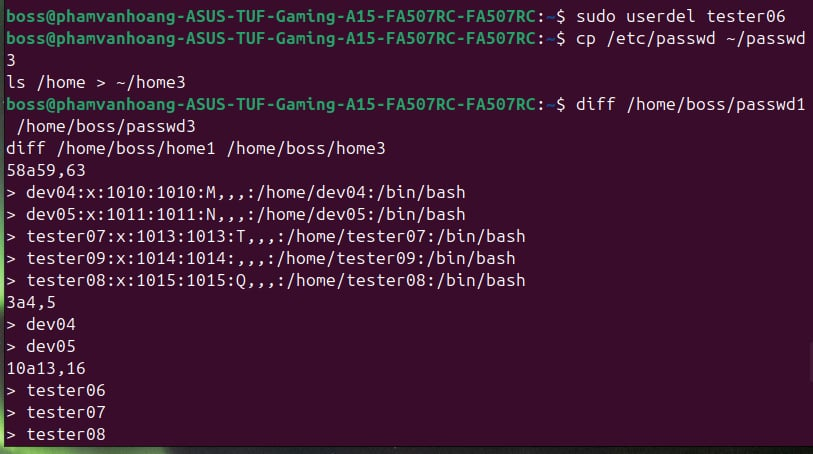 boss@phamvanhoang-ASUS-TUF-Gaming-A15-FA507RC-FA507RC:~$ sudo userdel tester06
boss@phamvanhoang-ASUS-TUF-Gaming-A15-FA507RC-FA507RC:~$ cp /etc/passwd ~/passwd
3
ls /home > ~/home3
boss@phamvanhoang-ASUS-TUF-Gaming-A15-FA507RC-FA507RC:~$ diff /home/boss/passwd1
 /home/boss/passwd3
diff /home/boss/home1 /home/boss/home3
58a59,63
> dev04:x:1010:1010:M,,,:/home/dev04:/bin/bash
> dev05:x:1011:1011:N,,,:/home/dev05:/bin/bash
> tester07:x:1013:1013:T,,,:/home/tester07:/bin/bash
> tester09:x:1014:1014:,,,:/home/tester09:/bin/bash
> tester08:x:1015:1015:Q,,,:/home/tester08:/bin/bash
3a4,5
> dev04
> dev05
10a13,16
> tester06
> tester07
> tester08